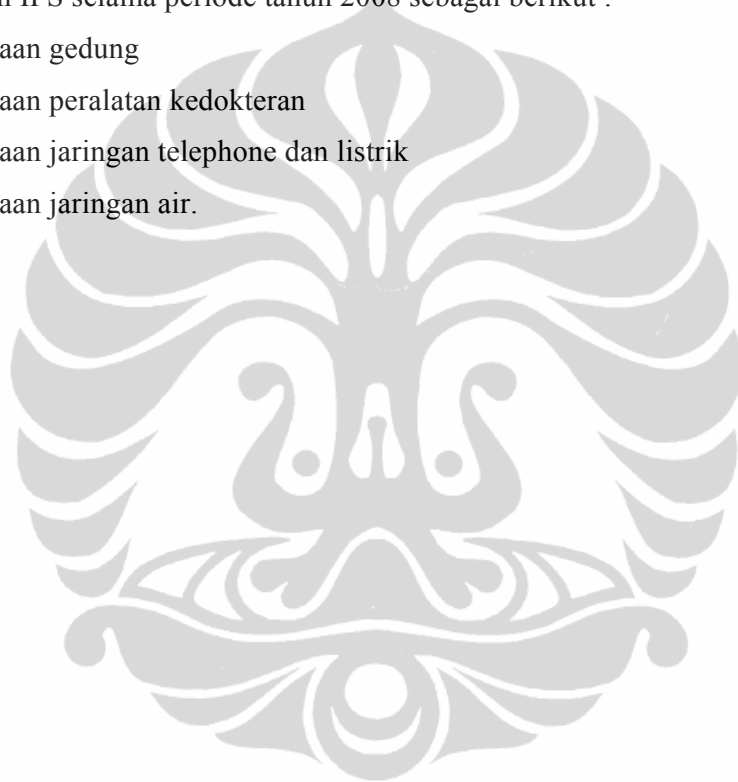 IPS selama periode tahun 2008 sebagai berikut :
aan gedung
aan peralatan kedokteran
aan jaringan telephone dan listrik
aan jaringan air.